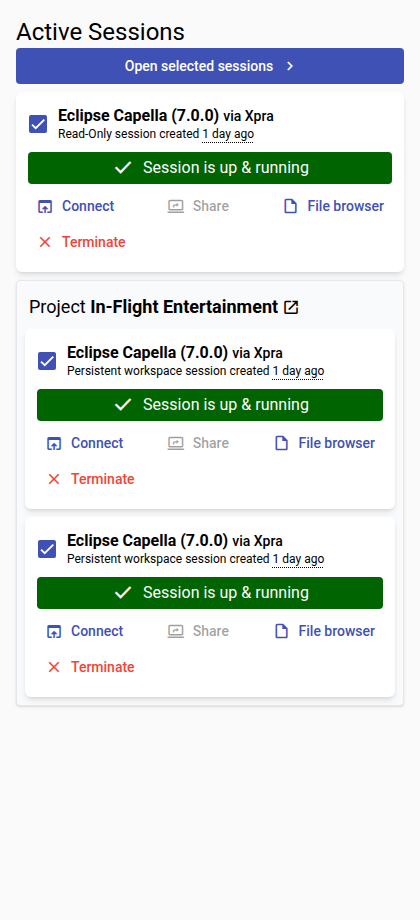 Active Sessions
Open selected sessions
Eclipse Capella (7.0.0) via Xpra
Read-Only session created 1 day ago
Session is up & running
Connect Share File browser
Terminate
Project In-Flight Entertainment
Eclipse Capella (7.0.0) via Xpra
Persistent workspace session created 1 day ago
Session is up & running
Connect Share File browser
Terminate
Eclipse Capella (7.0.0) via Xpra
Persistent workspace session created 1 day ago
Session is up & running
Connect Share File browser
Terminate